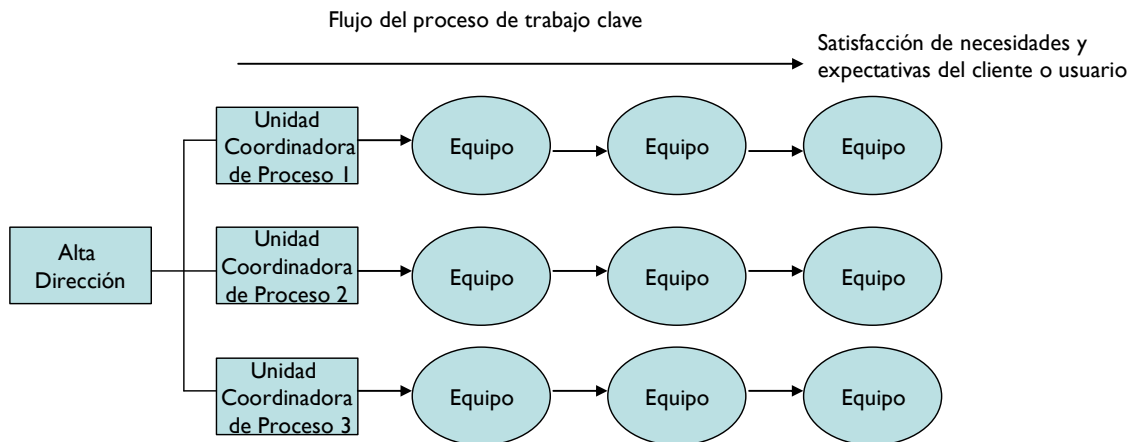 Flujo del proceso de trabajo clave
Satisfacción de necesidades y
expectativas del cliente o usuario
Unidad
Coordinadora
de Proceso 1
Equipo
Equipo
Equipo
Alta
Dirección
Unidad
Coordinadora
de Proceso 2
Equipo
Equipo
Equipo
Unidad
Coordinadora
de Proceso 3
Equipo
Equipo
Equipo